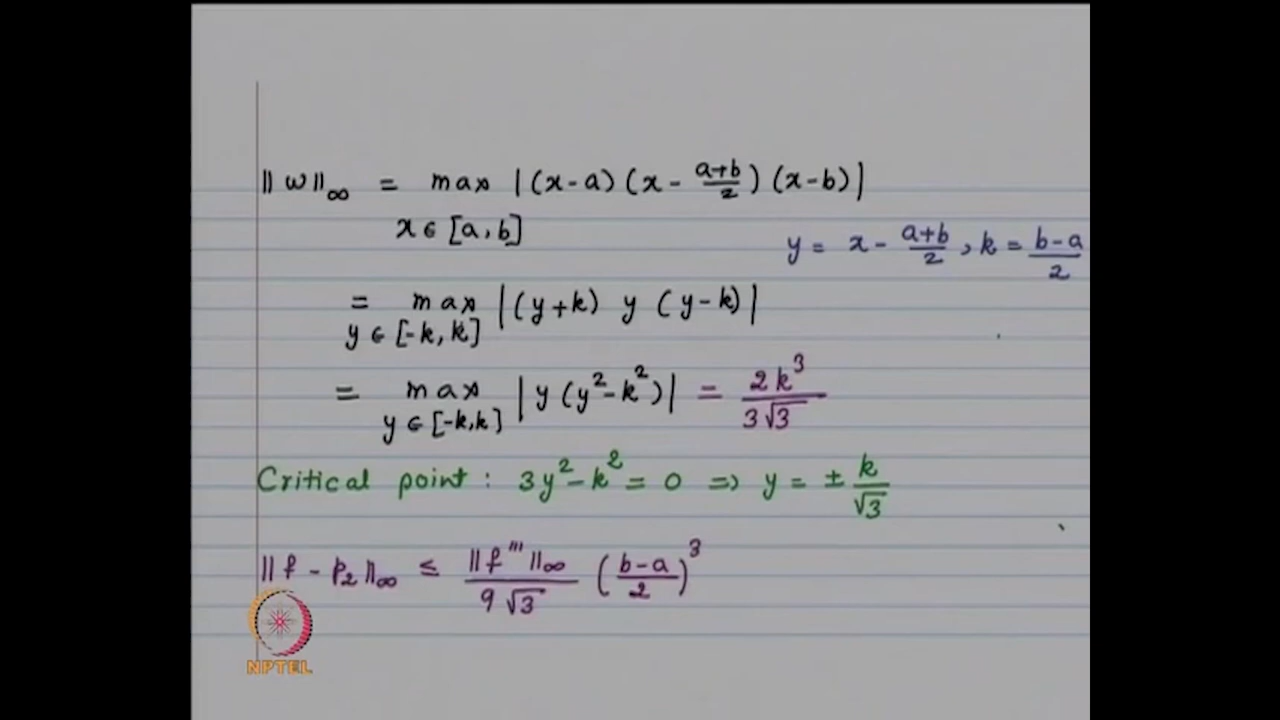 ‖ω‖∞ = max |(x-a)(x - (a+b)/2)(x-b)|
x ∈ [a,b]
y = x - (a+b)/2, k = (b-a)/2
= max |(y+k) y (y-k)|
y ∈ [-k, k]
= max |y(y²-k²)| = 2k³/(3√3)
y ∈ [-k,k]
Critical point: 3y²-k² = 0 ⇒ y = ± k/√3
‖f - p₂‖∞ ≤ ‖f'''‖∞/(9√3) ((b-a)/2)³
NPTEL